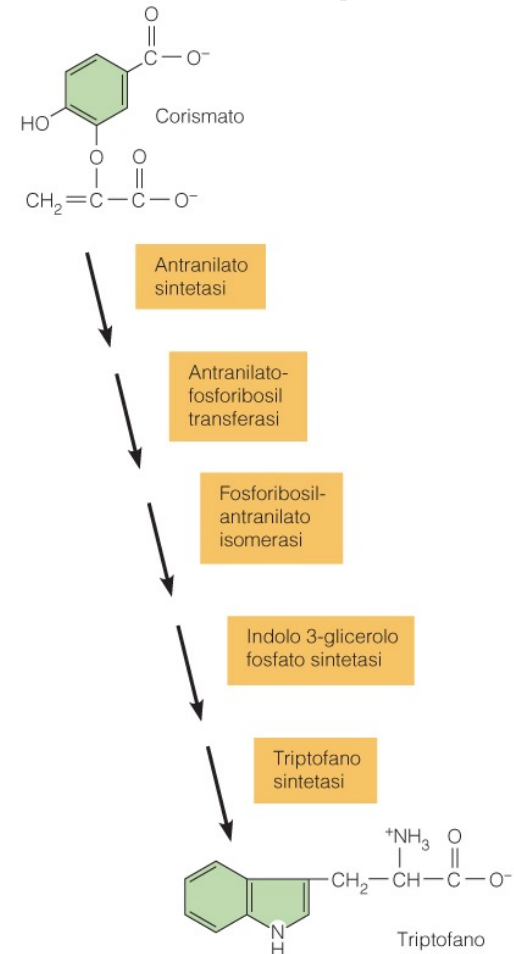 O
C—O⁻
HO
Corismato
O O
CH₂=C—C—O⁻
Antranilato
sintetasi
Antranilato-
fosforibosil
transferasi
Fosforibosil-
antranilato
isomerasi
Indolo 3-glicerolo
fosfato sintetasi
Triptofano
sintetasi
⁺NH₃ O
CH₂—CH—C—O⁻
N
H
Triptofano